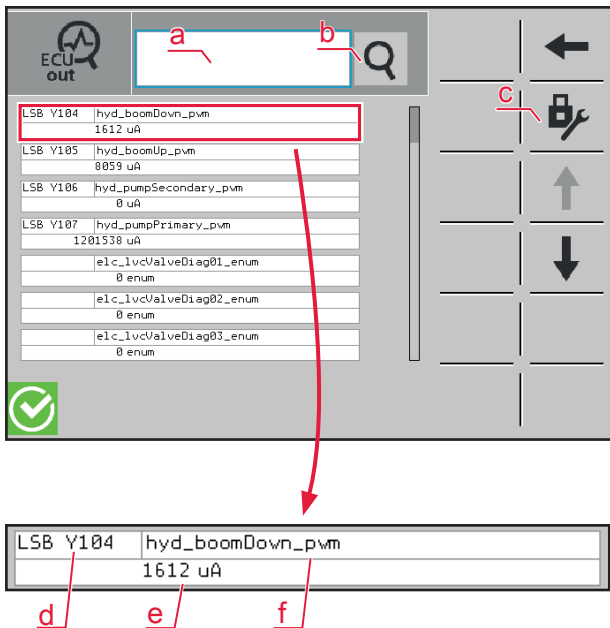 ECU
out
a
b
c
LSB Y104 hyd_boomDown_pwm
1612 uA
LSB Y105 hyd_boomUp_pwm
8059 uA
LSB Y106 hyd_pumpSecondary_pwm
0 uA
LSB Y107 hyd_pumpPrimary_pwm
1201538 uA
elc_lvcValveDiag01_enum
0 enum
elc_lvcValveDiag02_enum
0 enum
elc_lvcValveDiag03_enum
0 enum
LSB Y104 hyd_boomDown_pwm
1612 uA
d e f